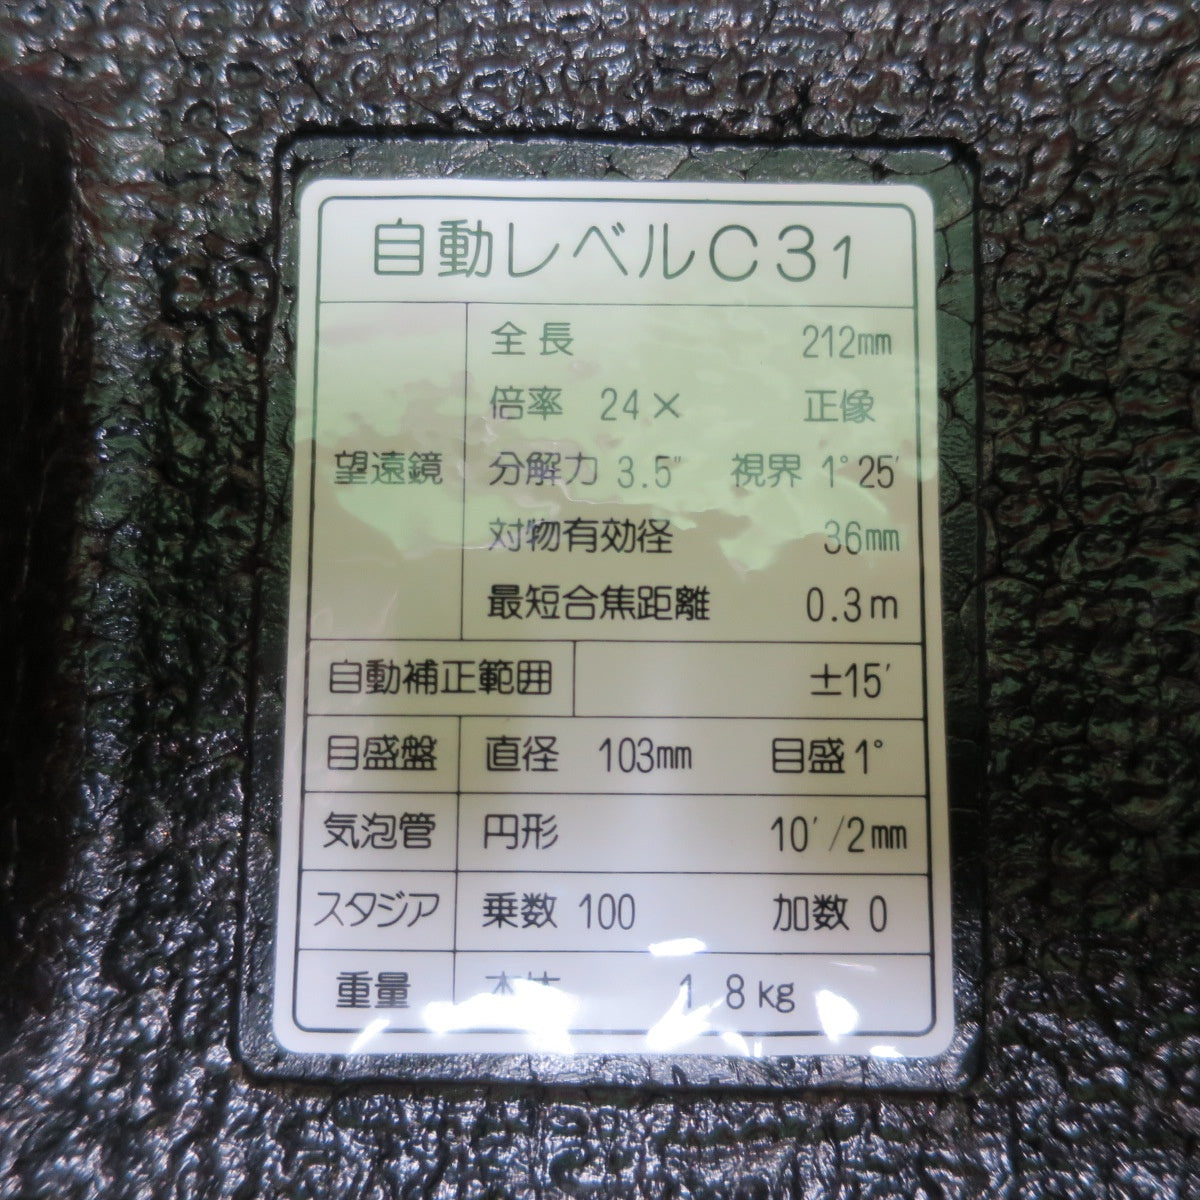 自動レベルC31
全長 212mm
倍率 24× 正像
望遠鏡 分解力 3.5″ 視界 1°25′
対物有効径 36mm
最短合焦距離 0.3m
自動補正範囲 ±15′
目盛盤 直径 103mm 目盛1°
気泡管 円形 10′/2mm
スタジア 乗数 100 加数 0
重量 本体 1.8kg